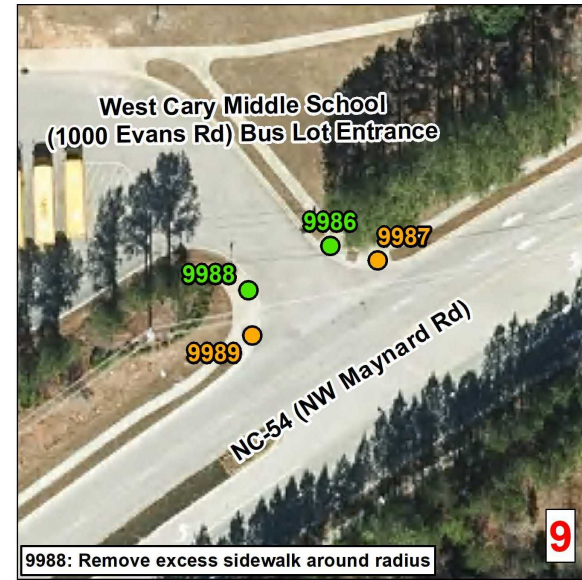 West Cary Middle School
(1000 Evans Rd) Bus Lot Entrance
9986
9987
9988
9989
NC-54 (NW Maynard Rd)
9
9988: Remove excess sidewalk around radius